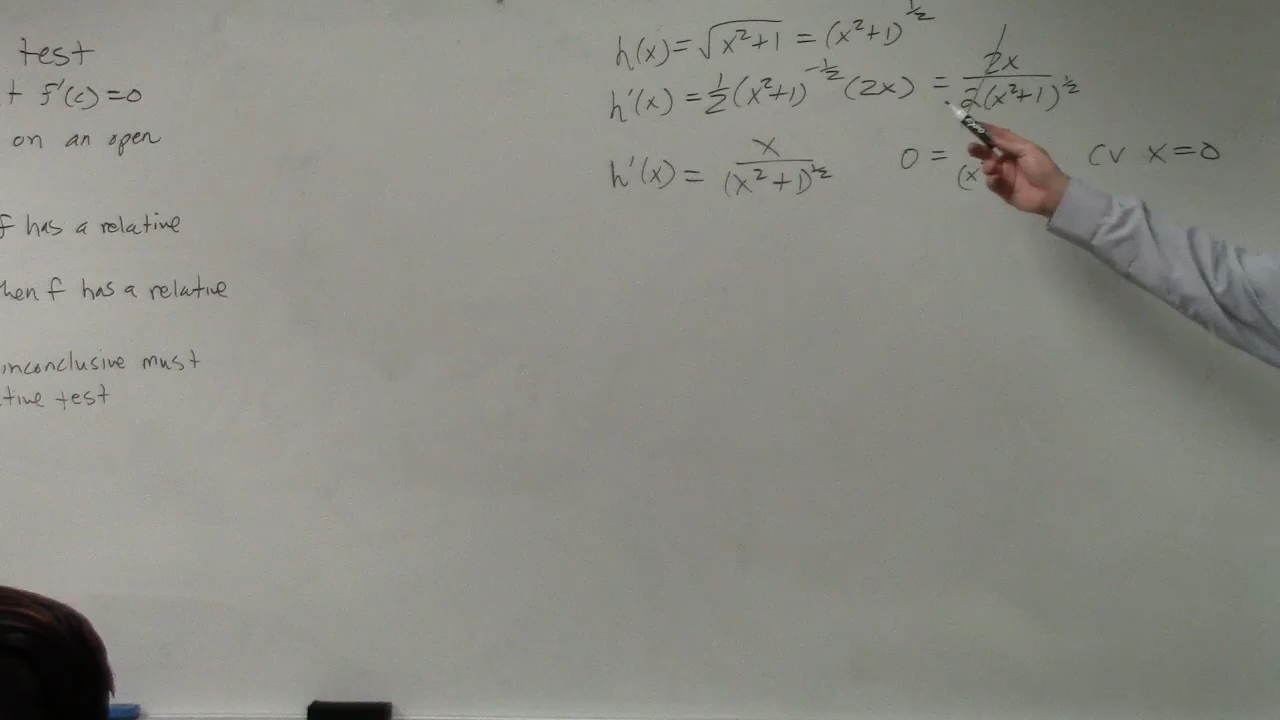 test
t f'(c)=0
on an open
f has a relative
hen f has a relative
inconclusive must
tive test
h(x) = √(x²+1) = (x²+1)^(1/2)
h'(x) = 1/2 (x²+1)^(-1/2) (2x) = 2x / 2(x²+1)^(1/2)
h'(x) = x / (x²+1)^(1/2)   0 = (x   CV x=0